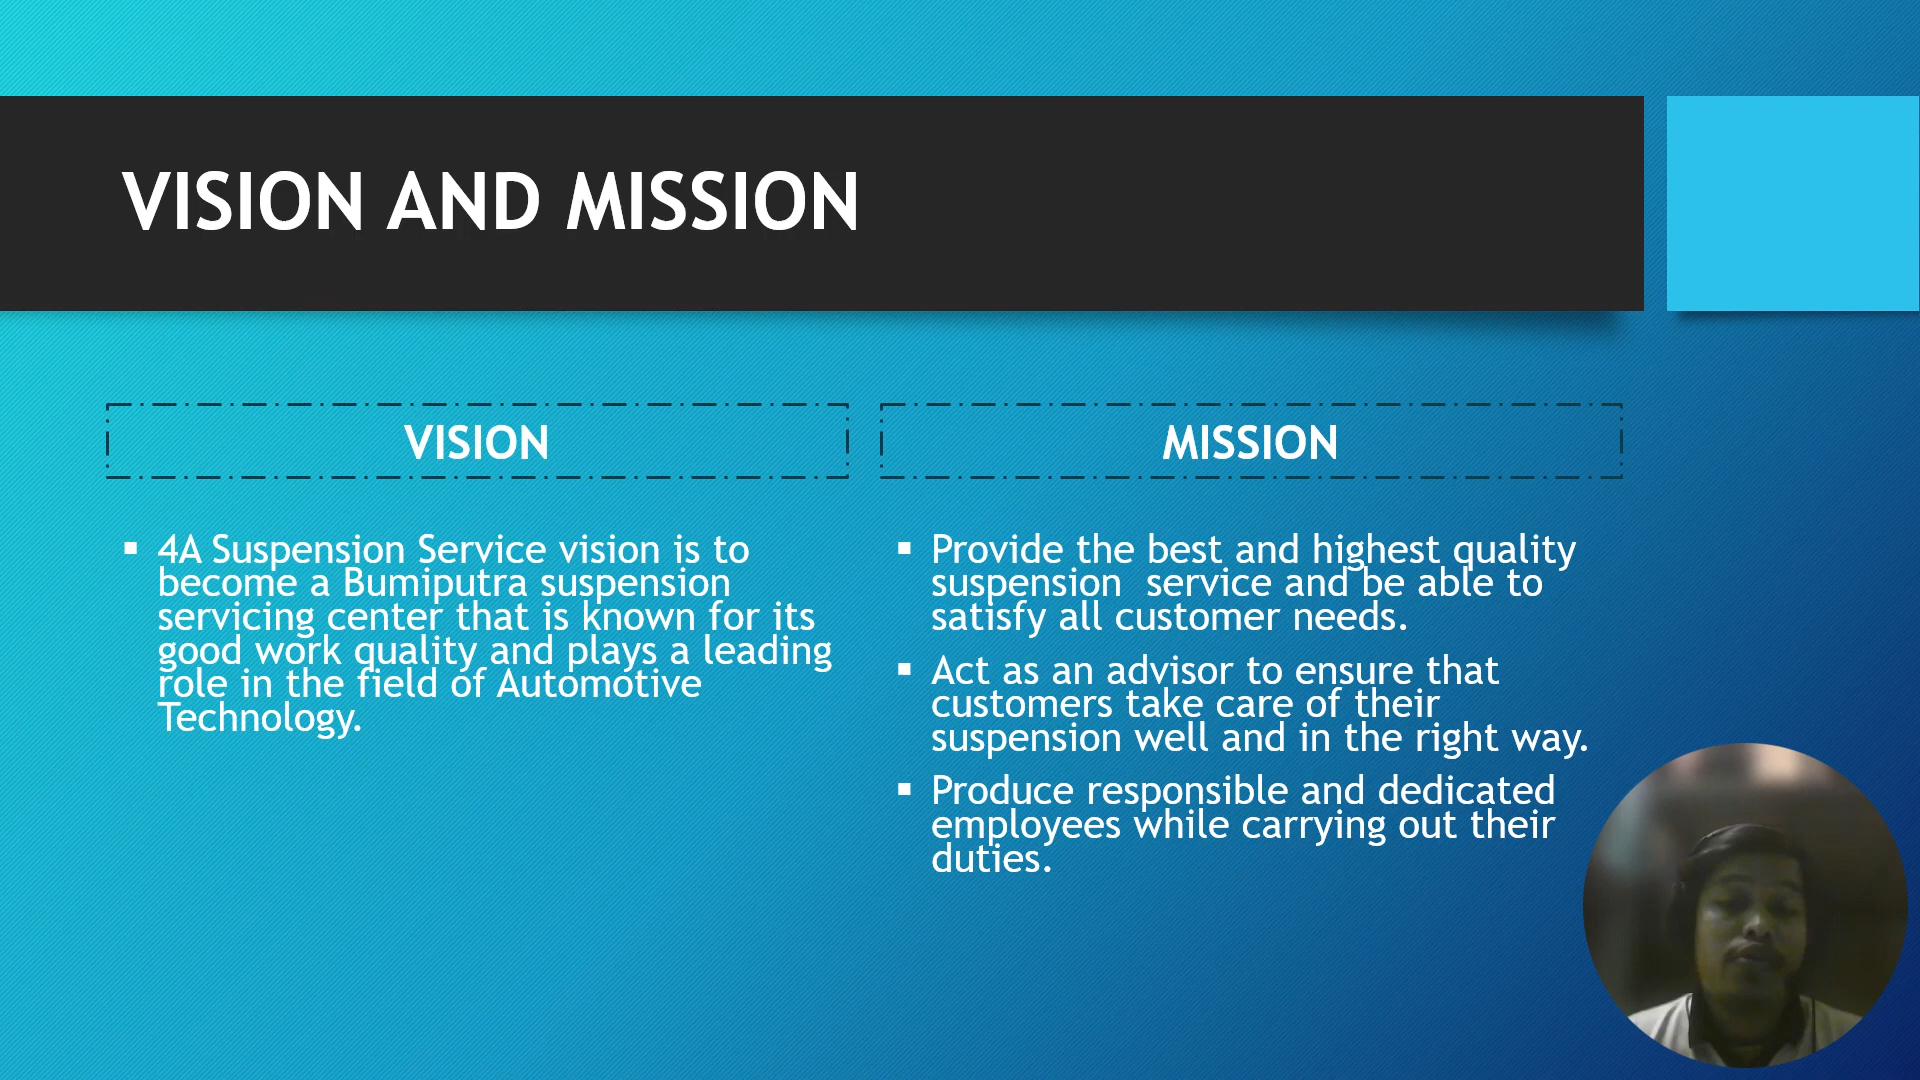 VISION AND MISSION
VISION
4A Suspension Service vision is to
become a Bumiputra suspension
servicing center that is known for its
good work quality and plays a leading
role in the field of Automotive
Technology.
MISSION
Provide the best and highest quality
suspension  service and be able to
satisfy all customer needs.
Act as an advisor to ensure that
customers take care of their
suspension well and in the right way.
Produce responsible and dedicated
employees while carrying out their
duties.